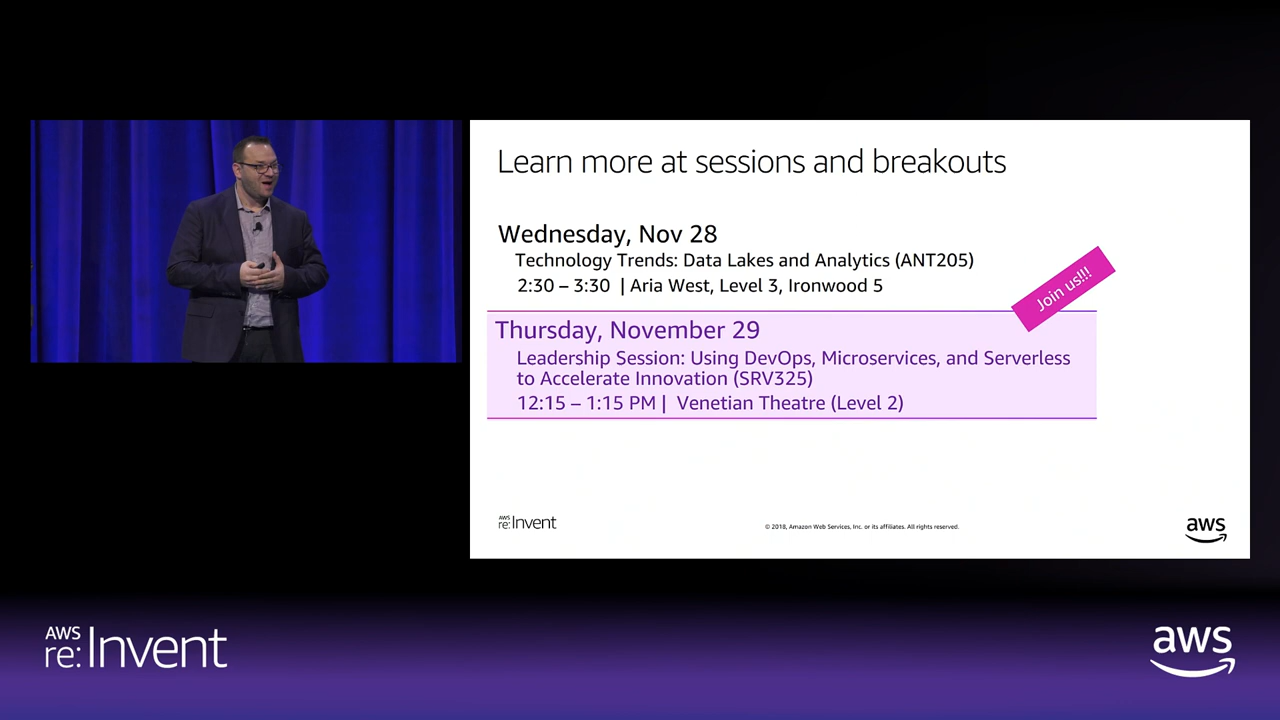 Learn more at sessions and breakouts
Wednesday, Nov 28
Technology Trends: Data Lakes and Analytics (ANT205)
2:30 – 3:30 | Aria West, Level 3, Ironwood 5
Join us!!!
Thursday, November 29
Leadership Session: Using DevOps, Microservices, and Serverless
to Accelerate Innovation (SRV325)
12:15 – 1:15 PM | Venetian Theatre (Level 2)
AWS
re:Invent
© 2018, Amazon Web Services, Inc. or its affiliates. All rights reserved.
aws
AWS
re:Invent
aws